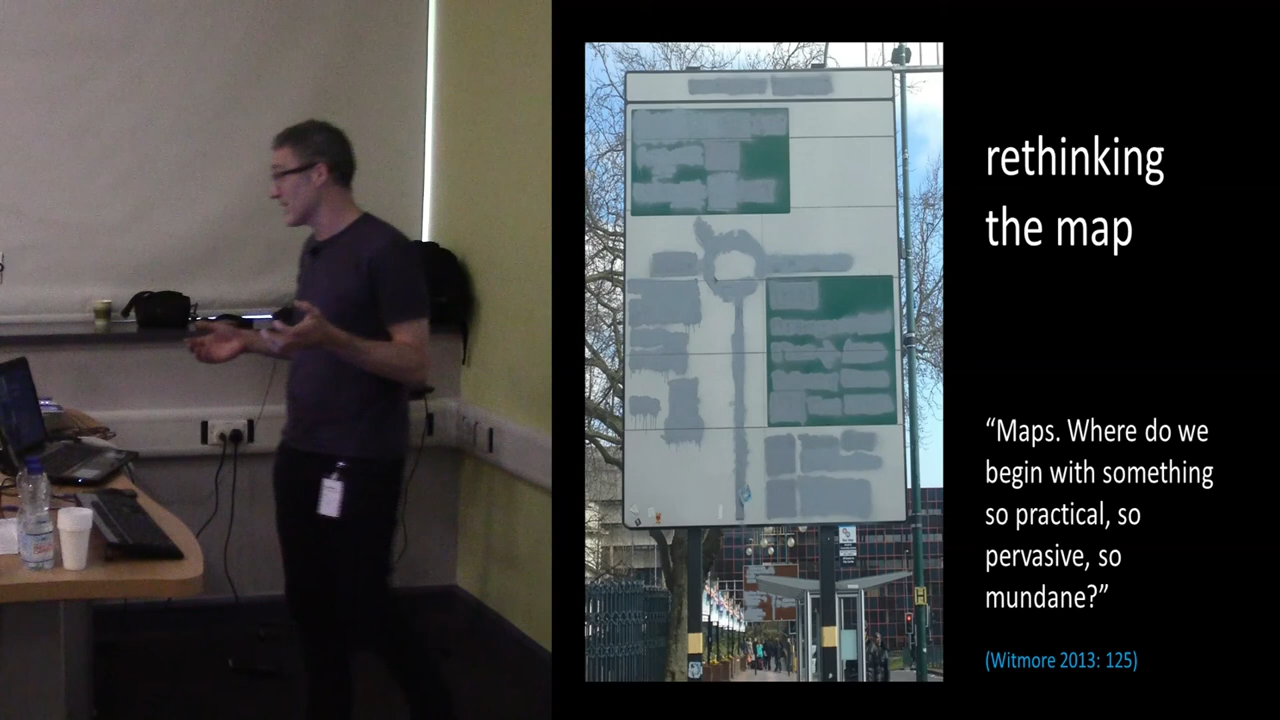 rethinking
the map
“Maps. Where do we
begin with something
so practical, so
pervasive, so
mundane?”
(Witmore 2013: 125)